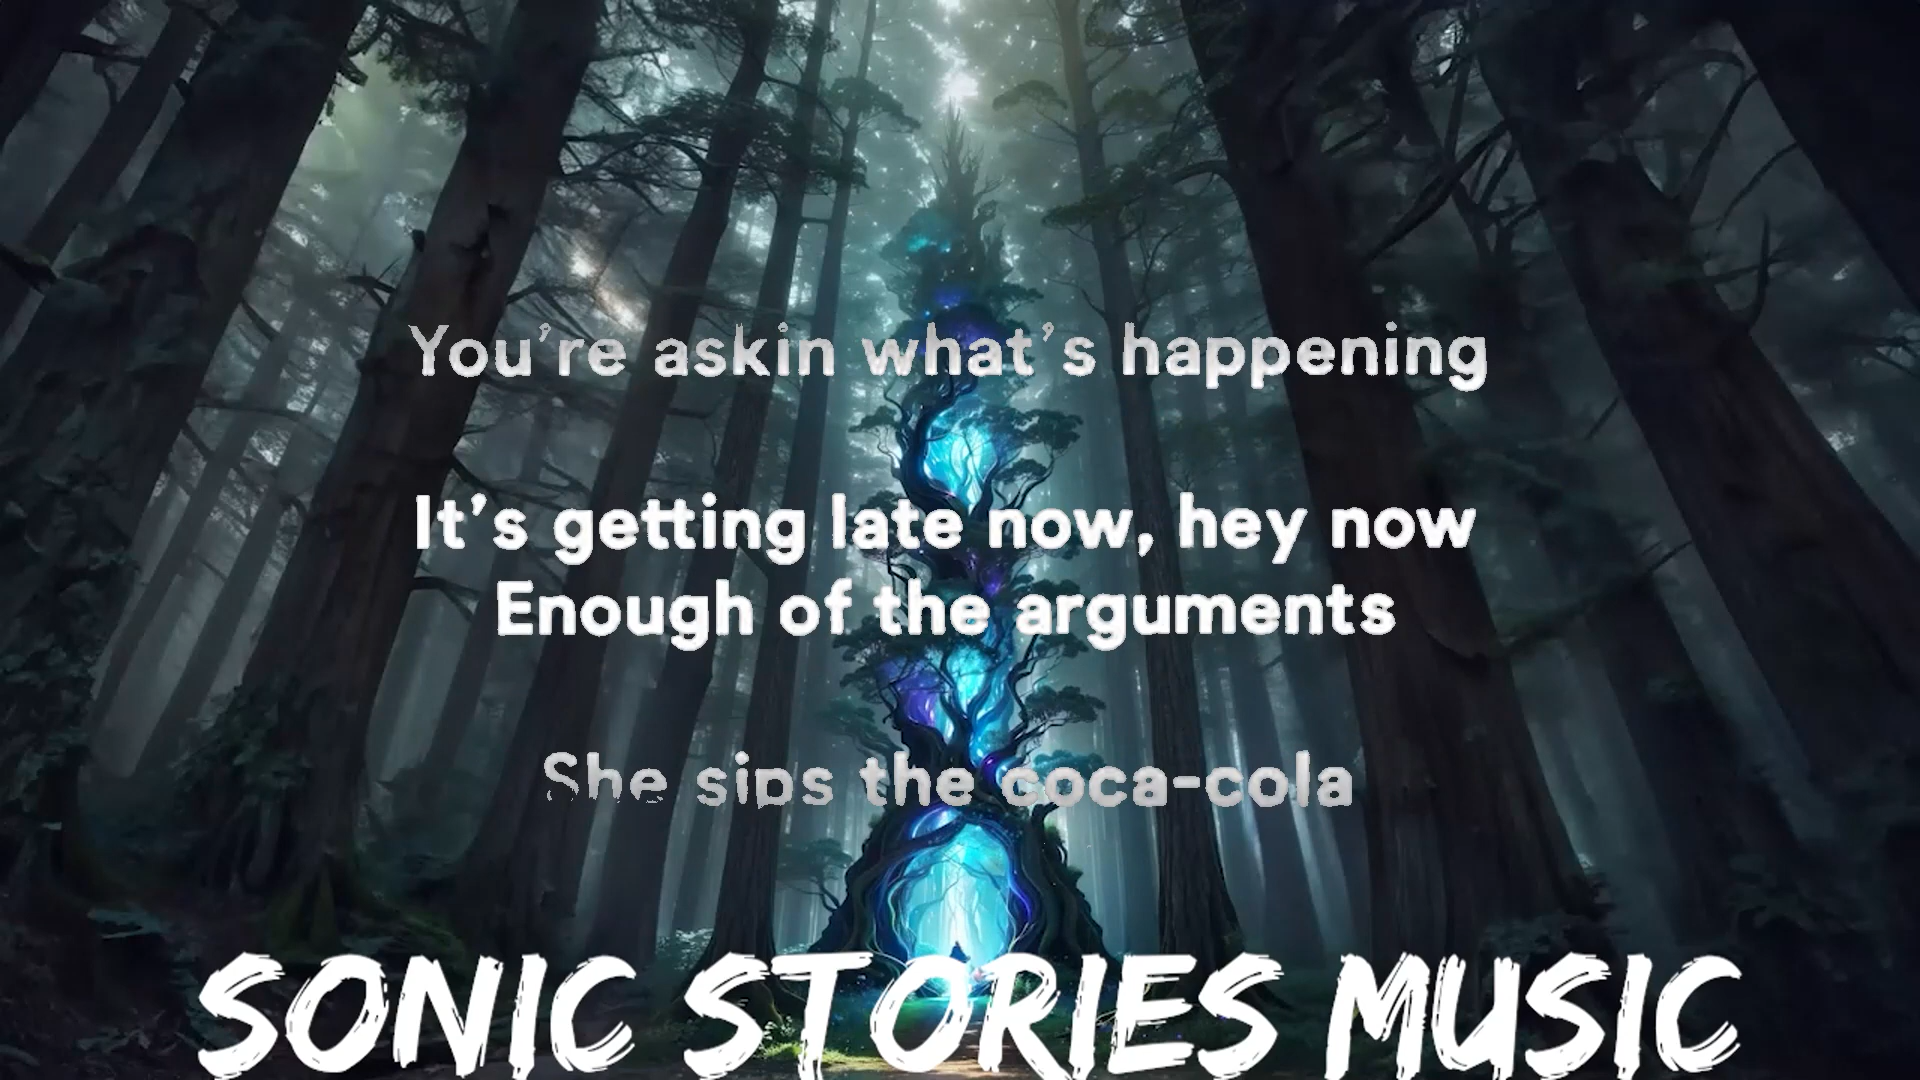 You’re askin what’s happening
It’s getting late now, hey now
Enough of the arguments
She sips the coca-cola
SONIC STORIES MUSIC